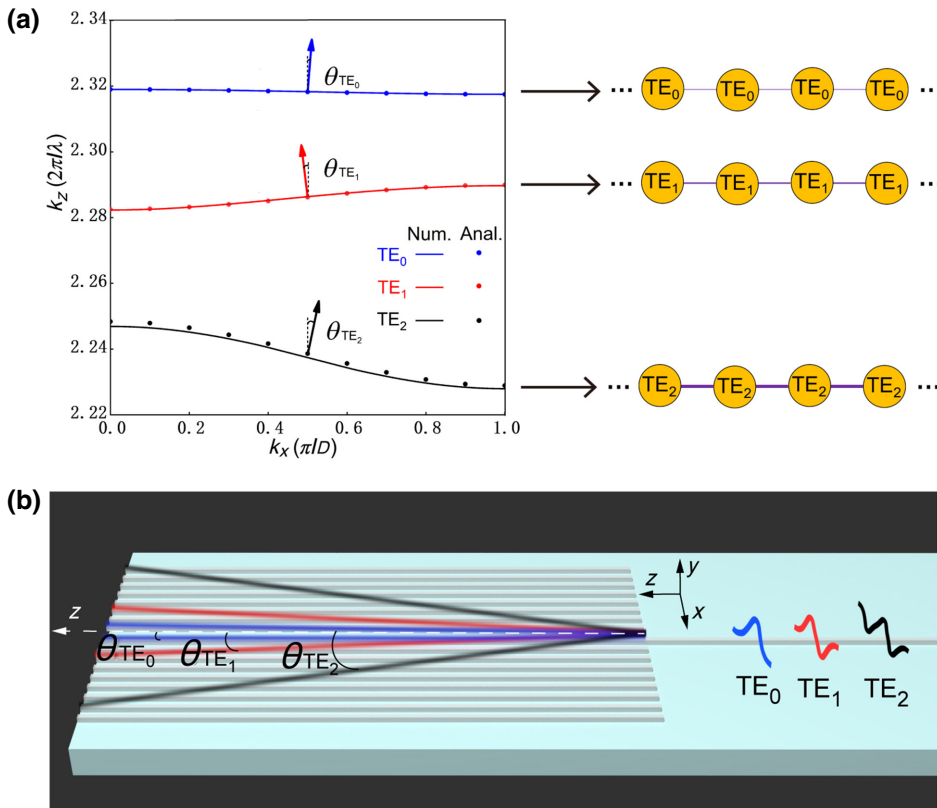 (a)
2.34
2.32
2.30
2.28
2.26
2.24
2.22
k_z (2π/λ)
0.0 0.2 0.4 0.6 0.8 1.0
k_x (π/D)
θ_TE₀
θ_TE₁
θ_TE₂
Num. Anal.
TE₀
TE₁
TE₂
... TE₀ TE₀ TE₀ TE₀ ..
... TE₁ TE₁ TE₁ TE₁ ..
... TE₂ TE₂ TE₂ TE₂ ..
(b)
z
y
z
x
θ_TE₀ θ_TE₁ θ_TE₂
TE₀ TE₁ TE₂